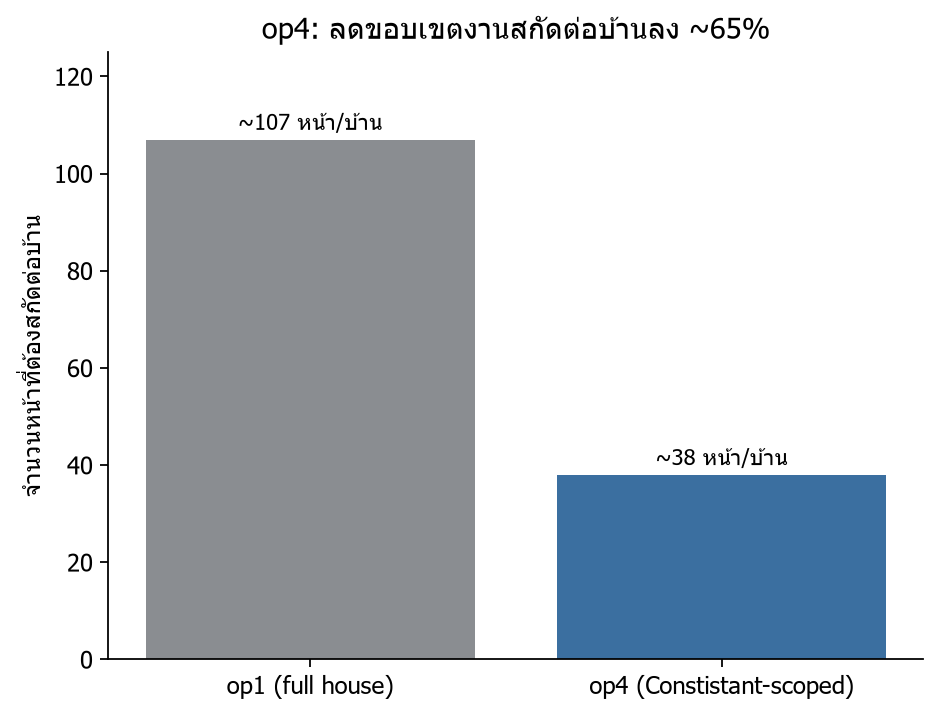 op4: ลดขอบเขตงานสกัดต่อบ้านลง ~65%
จำนวนหน้าที่ต้องสกัดต่อบ้าน
120
100
80
60
40
20
0
~107 หน้า/บ้าน
~38 หน้า/บ้าน
op1 (full house)
op4 (Constistant-scoped)